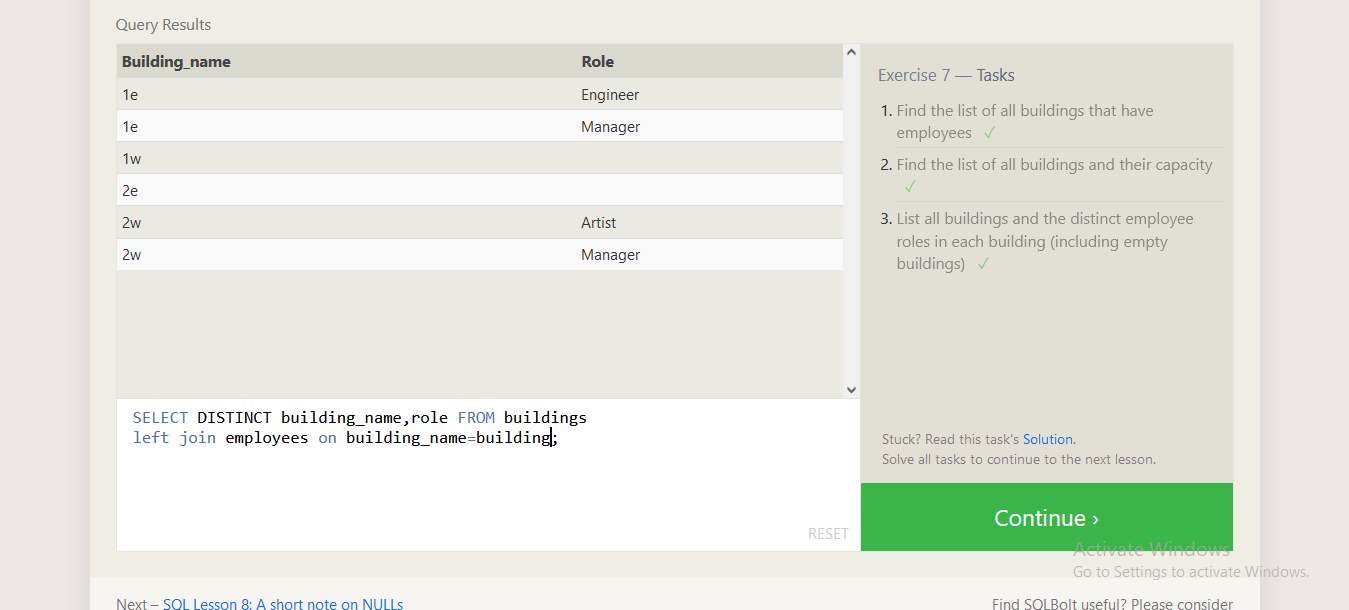 Query Results
Building_name Role
1e Engineer
1e Manager
1w
2e
2w Artist
2w Manager
SELECT DISTINCT building_name,role FROM buildings
left join employees on building_name=building;
RESET
Exercise 7 — Tasks
1. Find the list of all buildings that have
employees ✓
2. Find the list of all buildings and their capacity
✓
3. List all buildings and the distinct employee
roles in each building (including empty
buildings) ✓
Stuck? Read this task's Solution.
Solve all tasks to continue to the next lesson.
Continue ›
Activate Windows
Go to Settings to activate Windows.
Next – SQL Lesson 8: A short note on NULLs
Find SQLBolt useful? Please consider